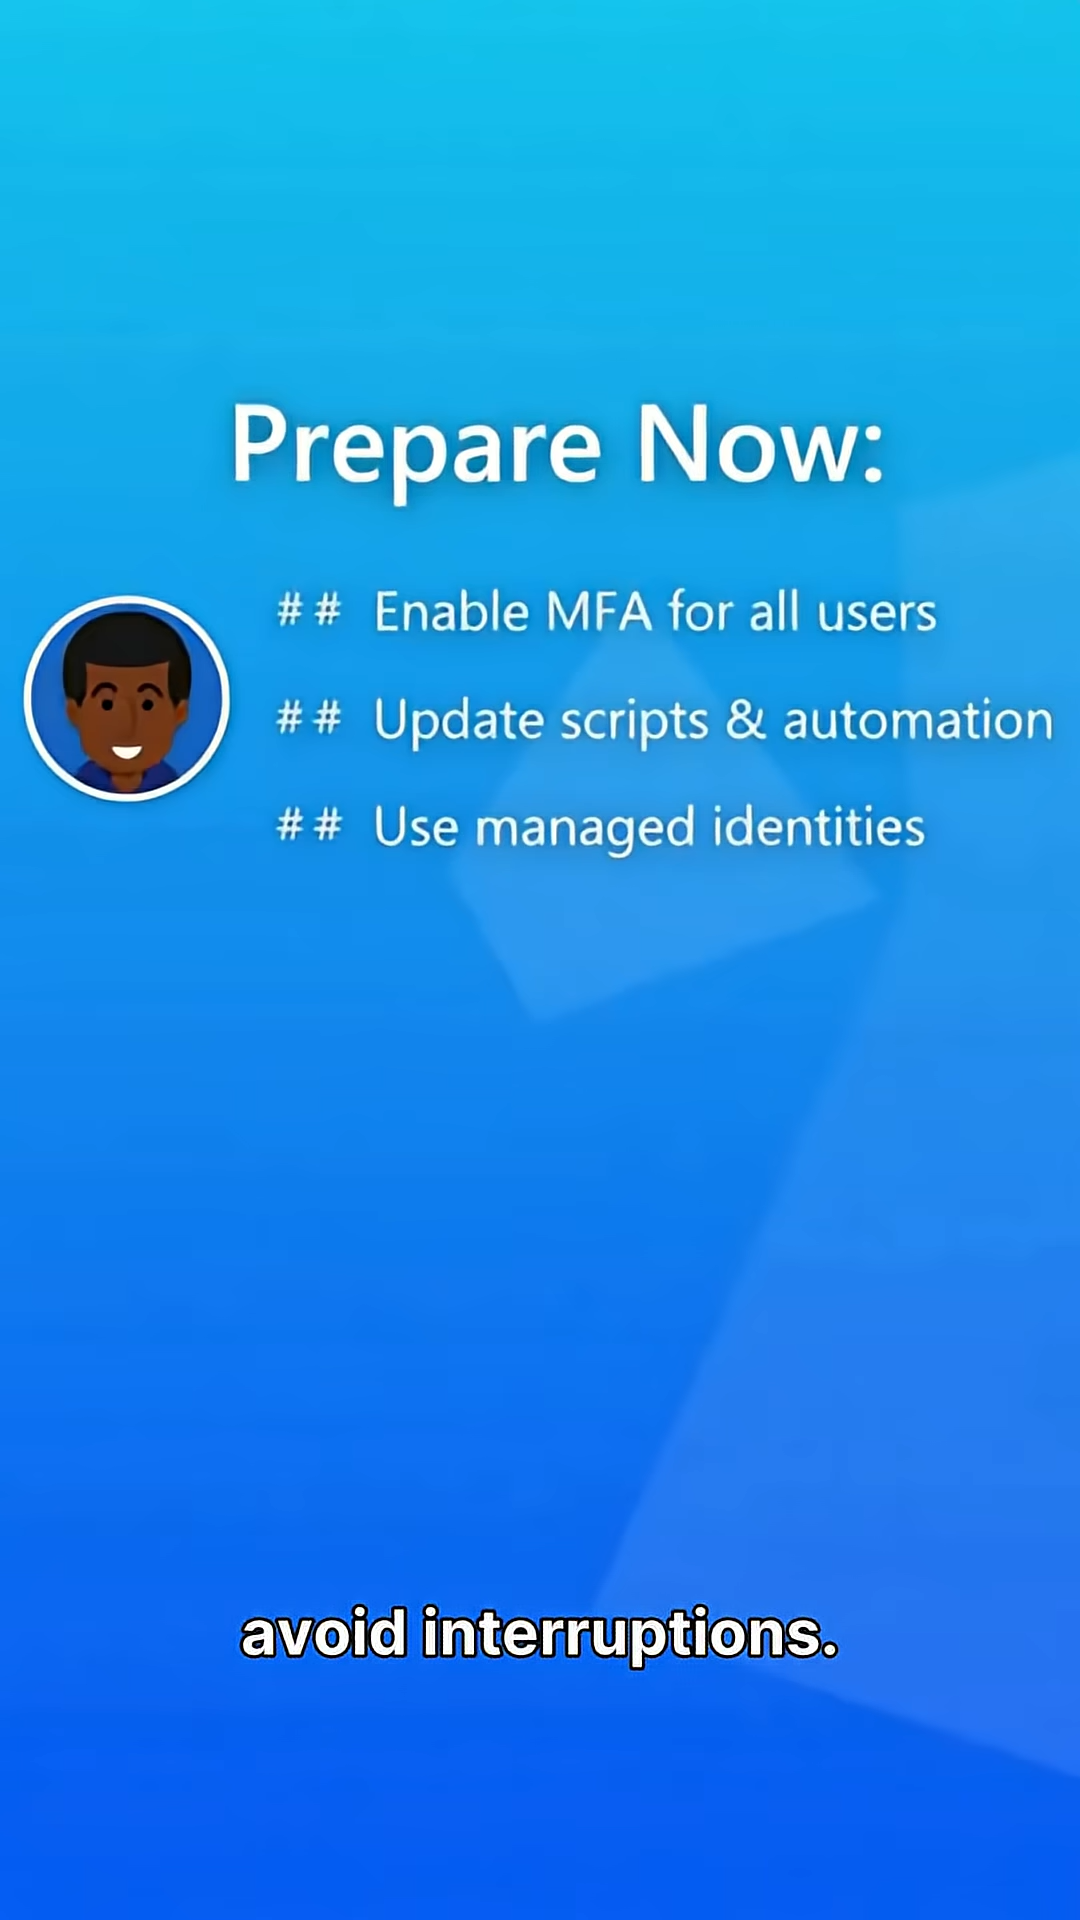 Prepare Now:
## Enable MFA for all users
## Update scripts & automation
## Use managed identities
avoid interruptions.